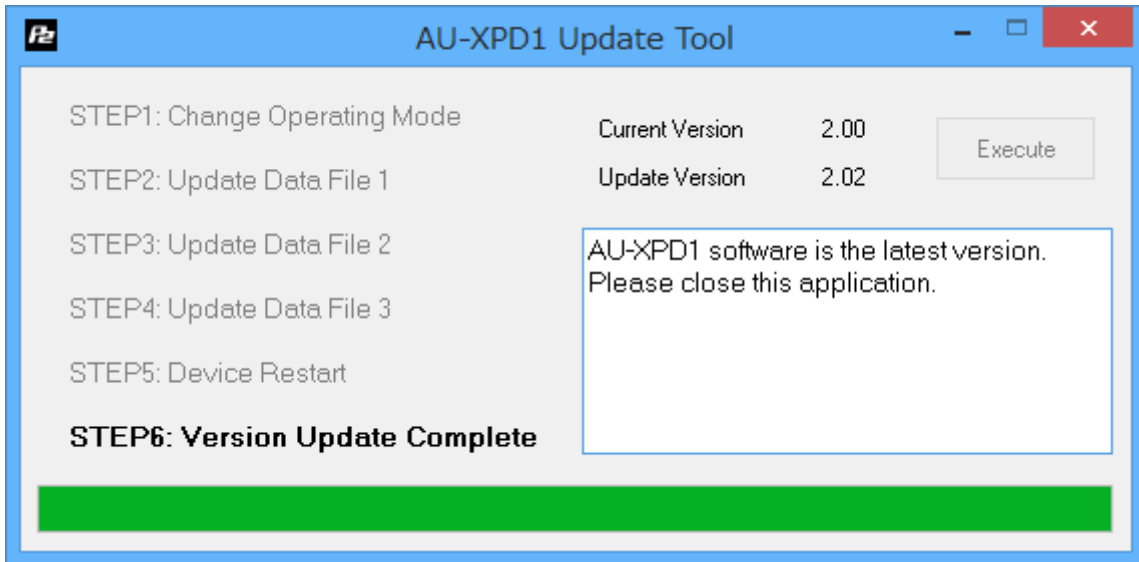 P2
AU-XPD1 Update Tool
STEP1: Change Operating Mode
STEP2: Update Data File 1
STEP3: Update Data File 2
STEP4: Update Data File 3
STEP5: Device Restart
STEP6: Version Update Complete
Current Version 2.00
Update Version 2.02
Execute
AU-XPD1 software is the latest version.
Please close this application.